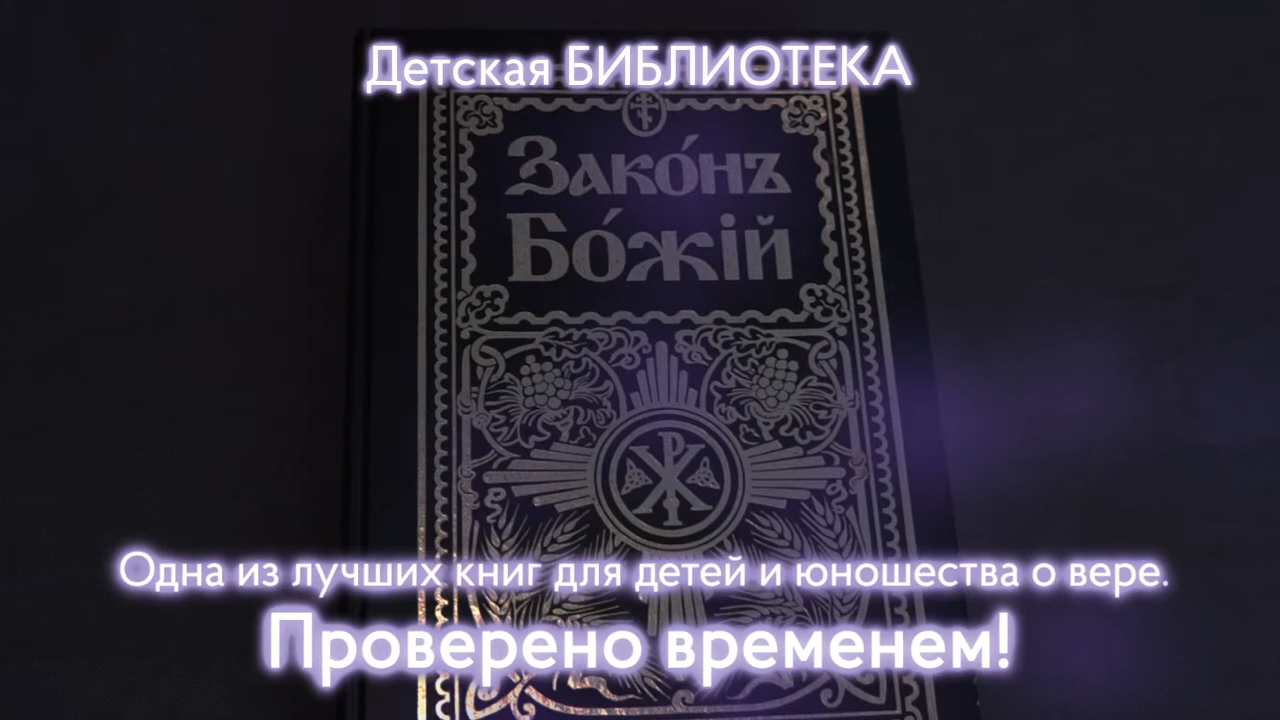 Детская БИБЛИОТЕКА
Зако́нъ
Бо́жій
Одна из лучших книг для детей и юношества о вере.
Проверено временем!